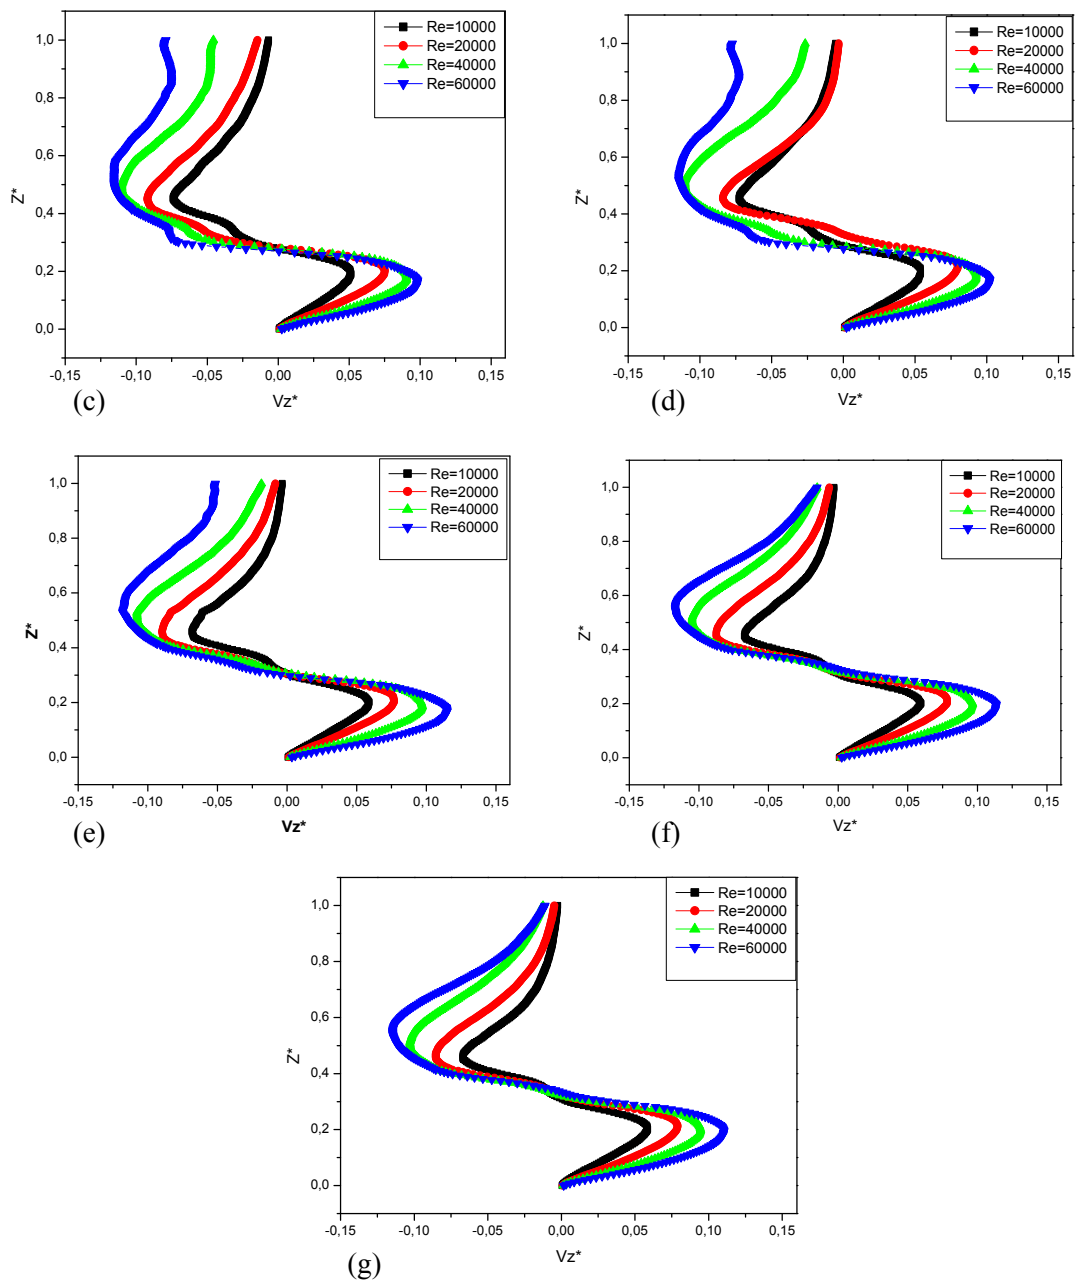 Re=10000
Re=20000
Re=40000
Re=60000
1,0
0,8
0,6
0,4
0,2
0,0
Z*
-0,15 -0,10 -0,05 0,00 0,05 0,10 0,15
Vz*
(c)
Re=10000
Re=20000
Re=40000
Re=60000
1,0
0,8
0,6
0,4
0,2
0,0
Z*
-0,15 -0,10 -0,05 0,00 0,05 0,10 0,15
Vz*
(d)
Re=10000
Re=20000
Re=40000
Re=60000
1,0
0,8
0,6
0,4
0,2
0,0
Z*
-0,15 -0,10 -0,05 0,00 0,05 0,10 0,15
Vz*
(e)
Re=10000
Re=20000
Re=40000
Re=60000
1,0
0,8
0,6
0,4
0,2
0,0
Z*
-0,15 -0,10 -0,05 0,00 0,05 0,10 0,15
Vz*
(f)
Re=10000
Re=20000
Re=40000
Re=60000
1,0
0,8
0,6
0,4
0,2
0,0
Z*
-0,15 -0,10 -0,05 0,00 0,05 0,10 0,15
Vz*
(g)